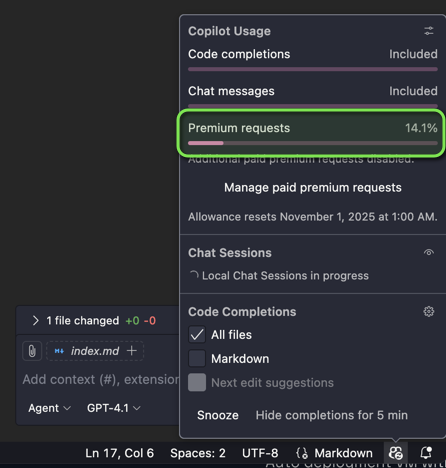 Copilot Usage
Code completions Included
Chat messages Included
Premium requests 14.1%
Additional paid premium requests disabled.
Manage paid premium requests
Allowance resets November 1, 2025 at 1:00 AM.
Chat Sessions
Local Chat Sessions in progress
Code Completions
All files
Markdown
Next edit suggestions
Snooze Hide completions for 5 min
1 file changed +0 -0
index.md
Add context (#), extension
Agent GPT-4.1
Ln 17, Col 6 Spaces: 2 UTF-8 {} Markdown
Auto deployment VM with